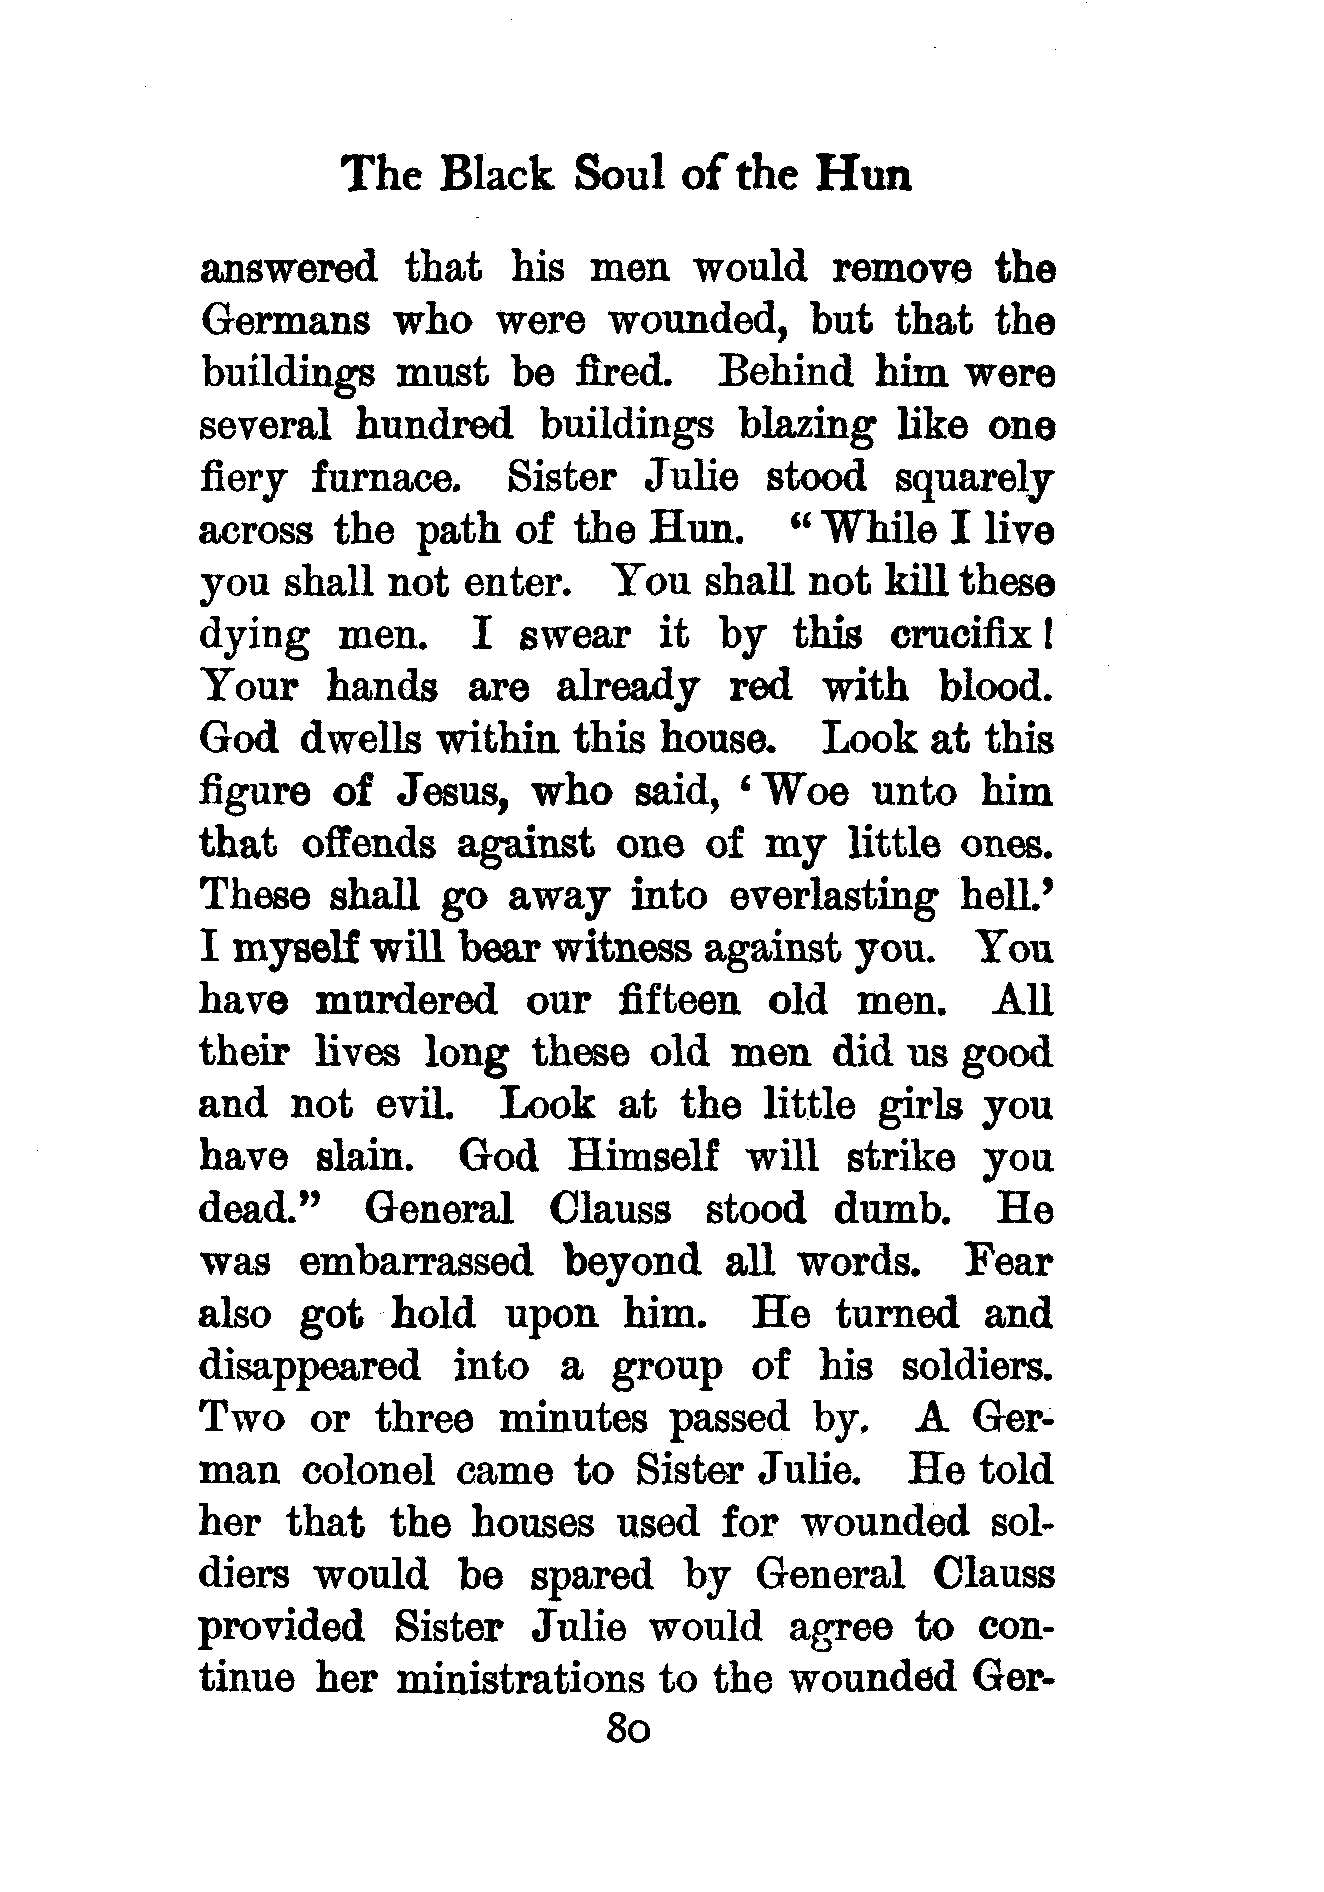 The Black Soul of the Hun
answered that his men would remove the
Germans who were wounded, but that the
buildings must be fired. Behind him were
several hundred buildings blazing like one
fiery furnace. Sister Julie stood squarely
across the path of the Hun. “While I live
you shall not enter. You shall not kill these
dying men. I swear it by this crucifix!
Your hands are already red with blood.
God dwells within this house. Look at this
figure of Jesus, who said, ‘Woe unto him
that offends against one of my little ones.
These shall go away into everlasting hell.’
I myself will bear witness against you. You
have murdered our fifteen old men. All
their lives long these old men did us good
and not evil. Look at the little girls you
have slain. God Himself will strike you
dead.” General Clauss stood dumb. He
was embarrassed beyond all words. Fear
also got hold upon him. He turned and
disappeared into a group of his soldiers.
Two or three minutes passed by. A Ger-
man colonel came to Sister Julie. He told
her that the houses used for wounded sol-
diers would be spared by General Clauss
provided Sister Julie would agree to con-
tinue her ministrations to the wounded Ger-
80